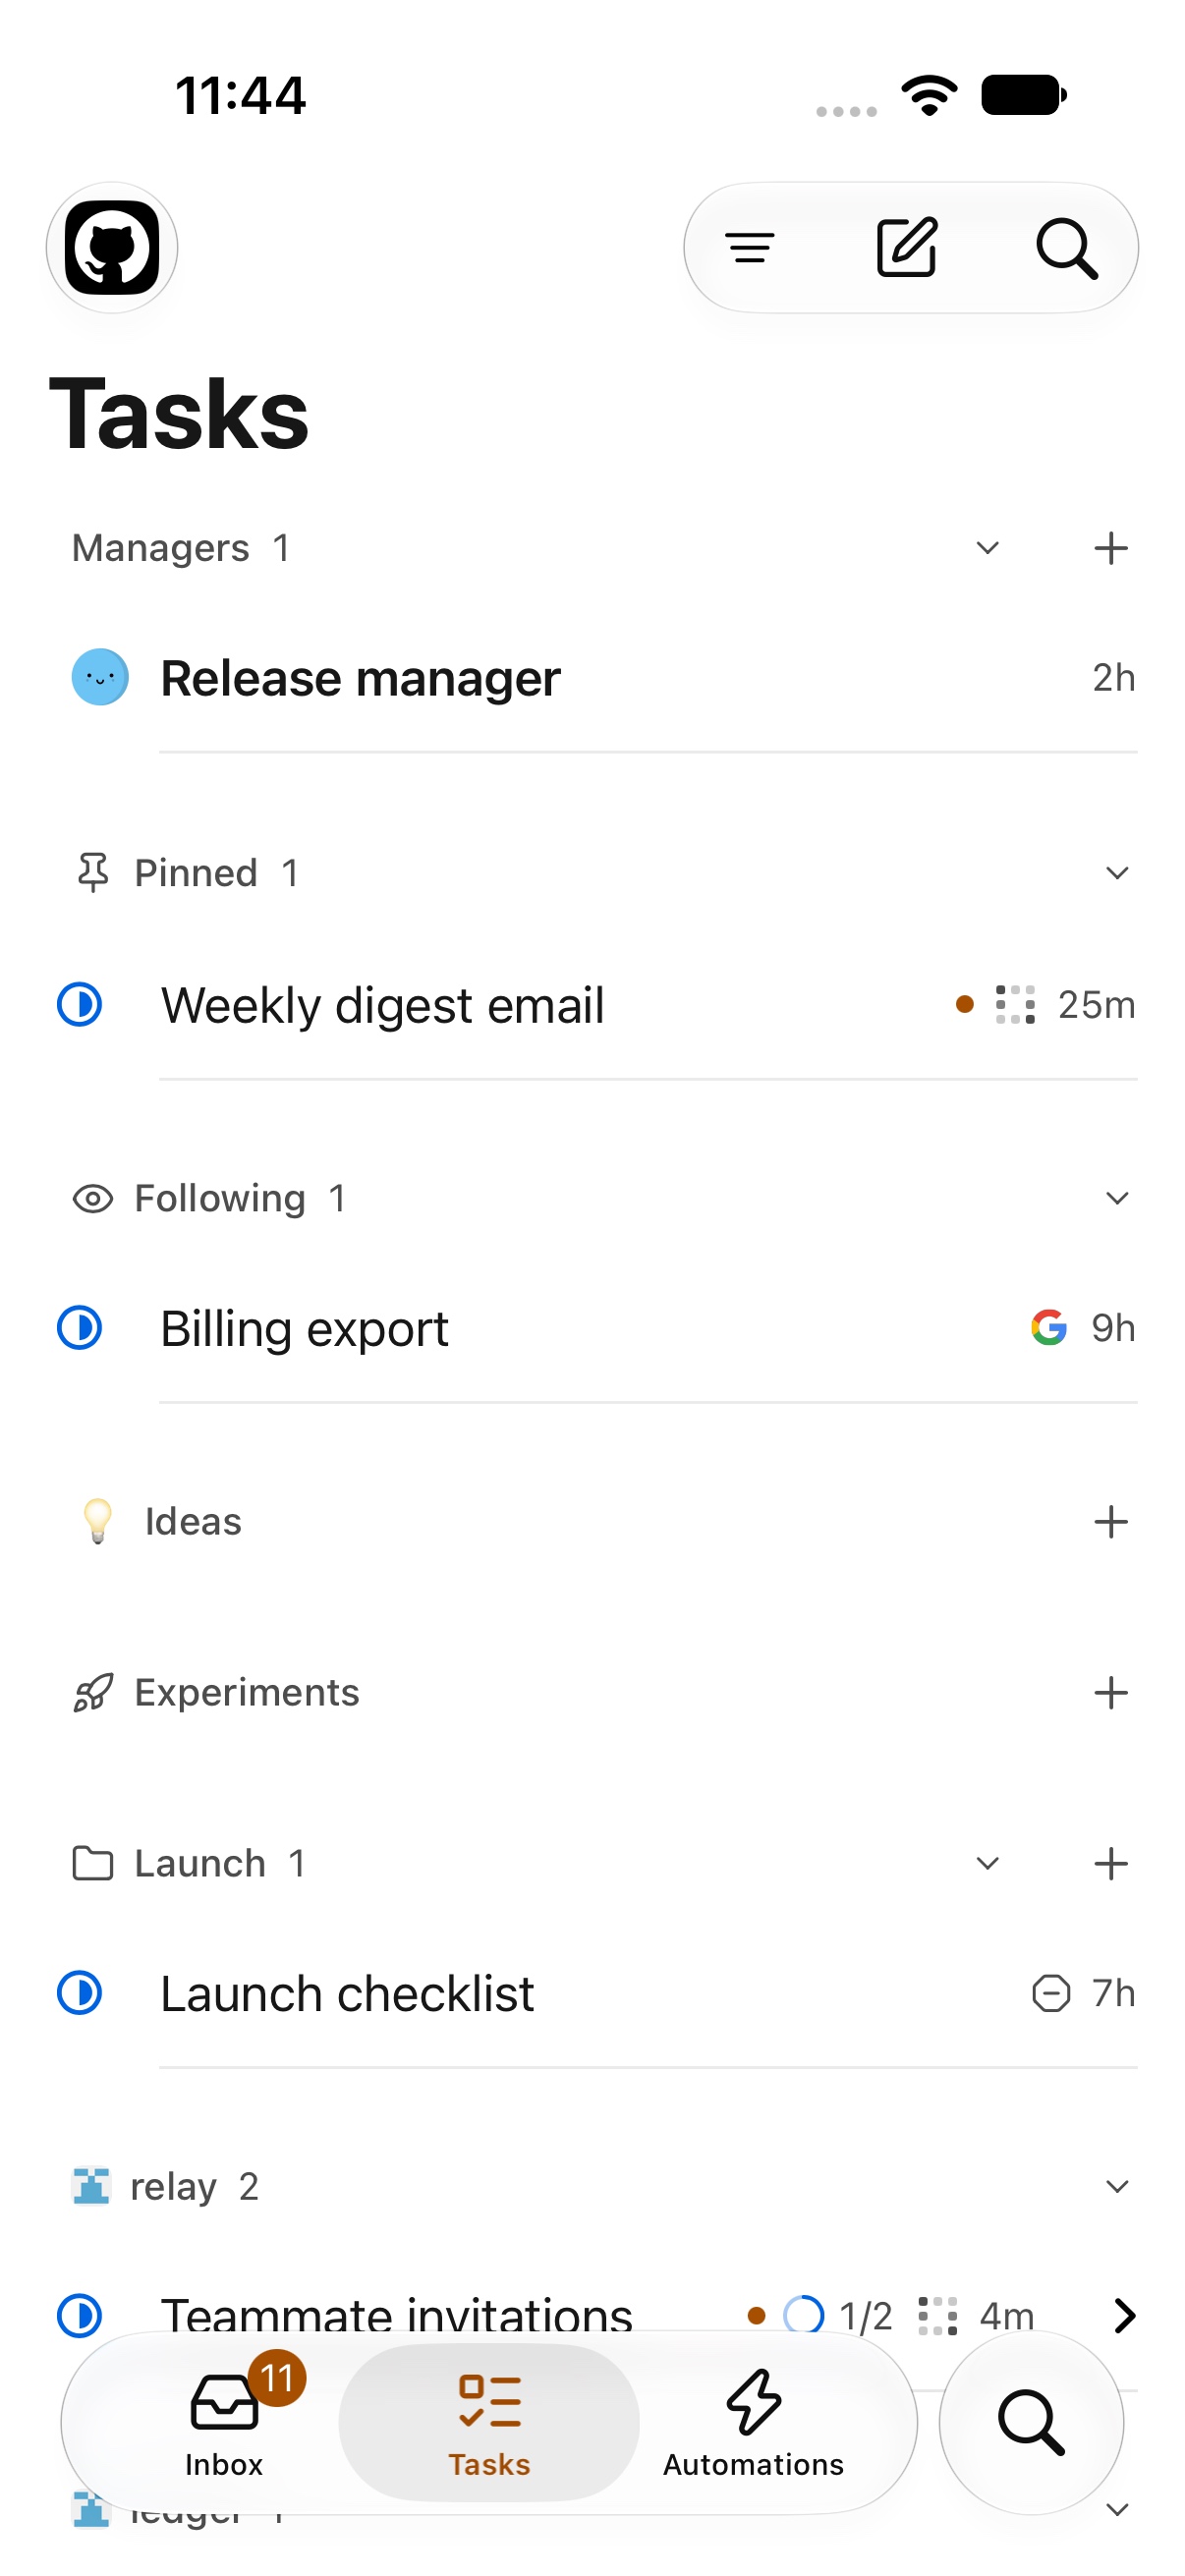 11:44
Tasks
Managers 1
Release manager 2h
Pinned 1
Weekly digest email 25m
Following 1
Billing export 9h
Ideas
Experiments
Launch 1
Launch checklist 7h
relay 2
Teammate invitations 1/2 4m
11
Inbox Tasks Automations